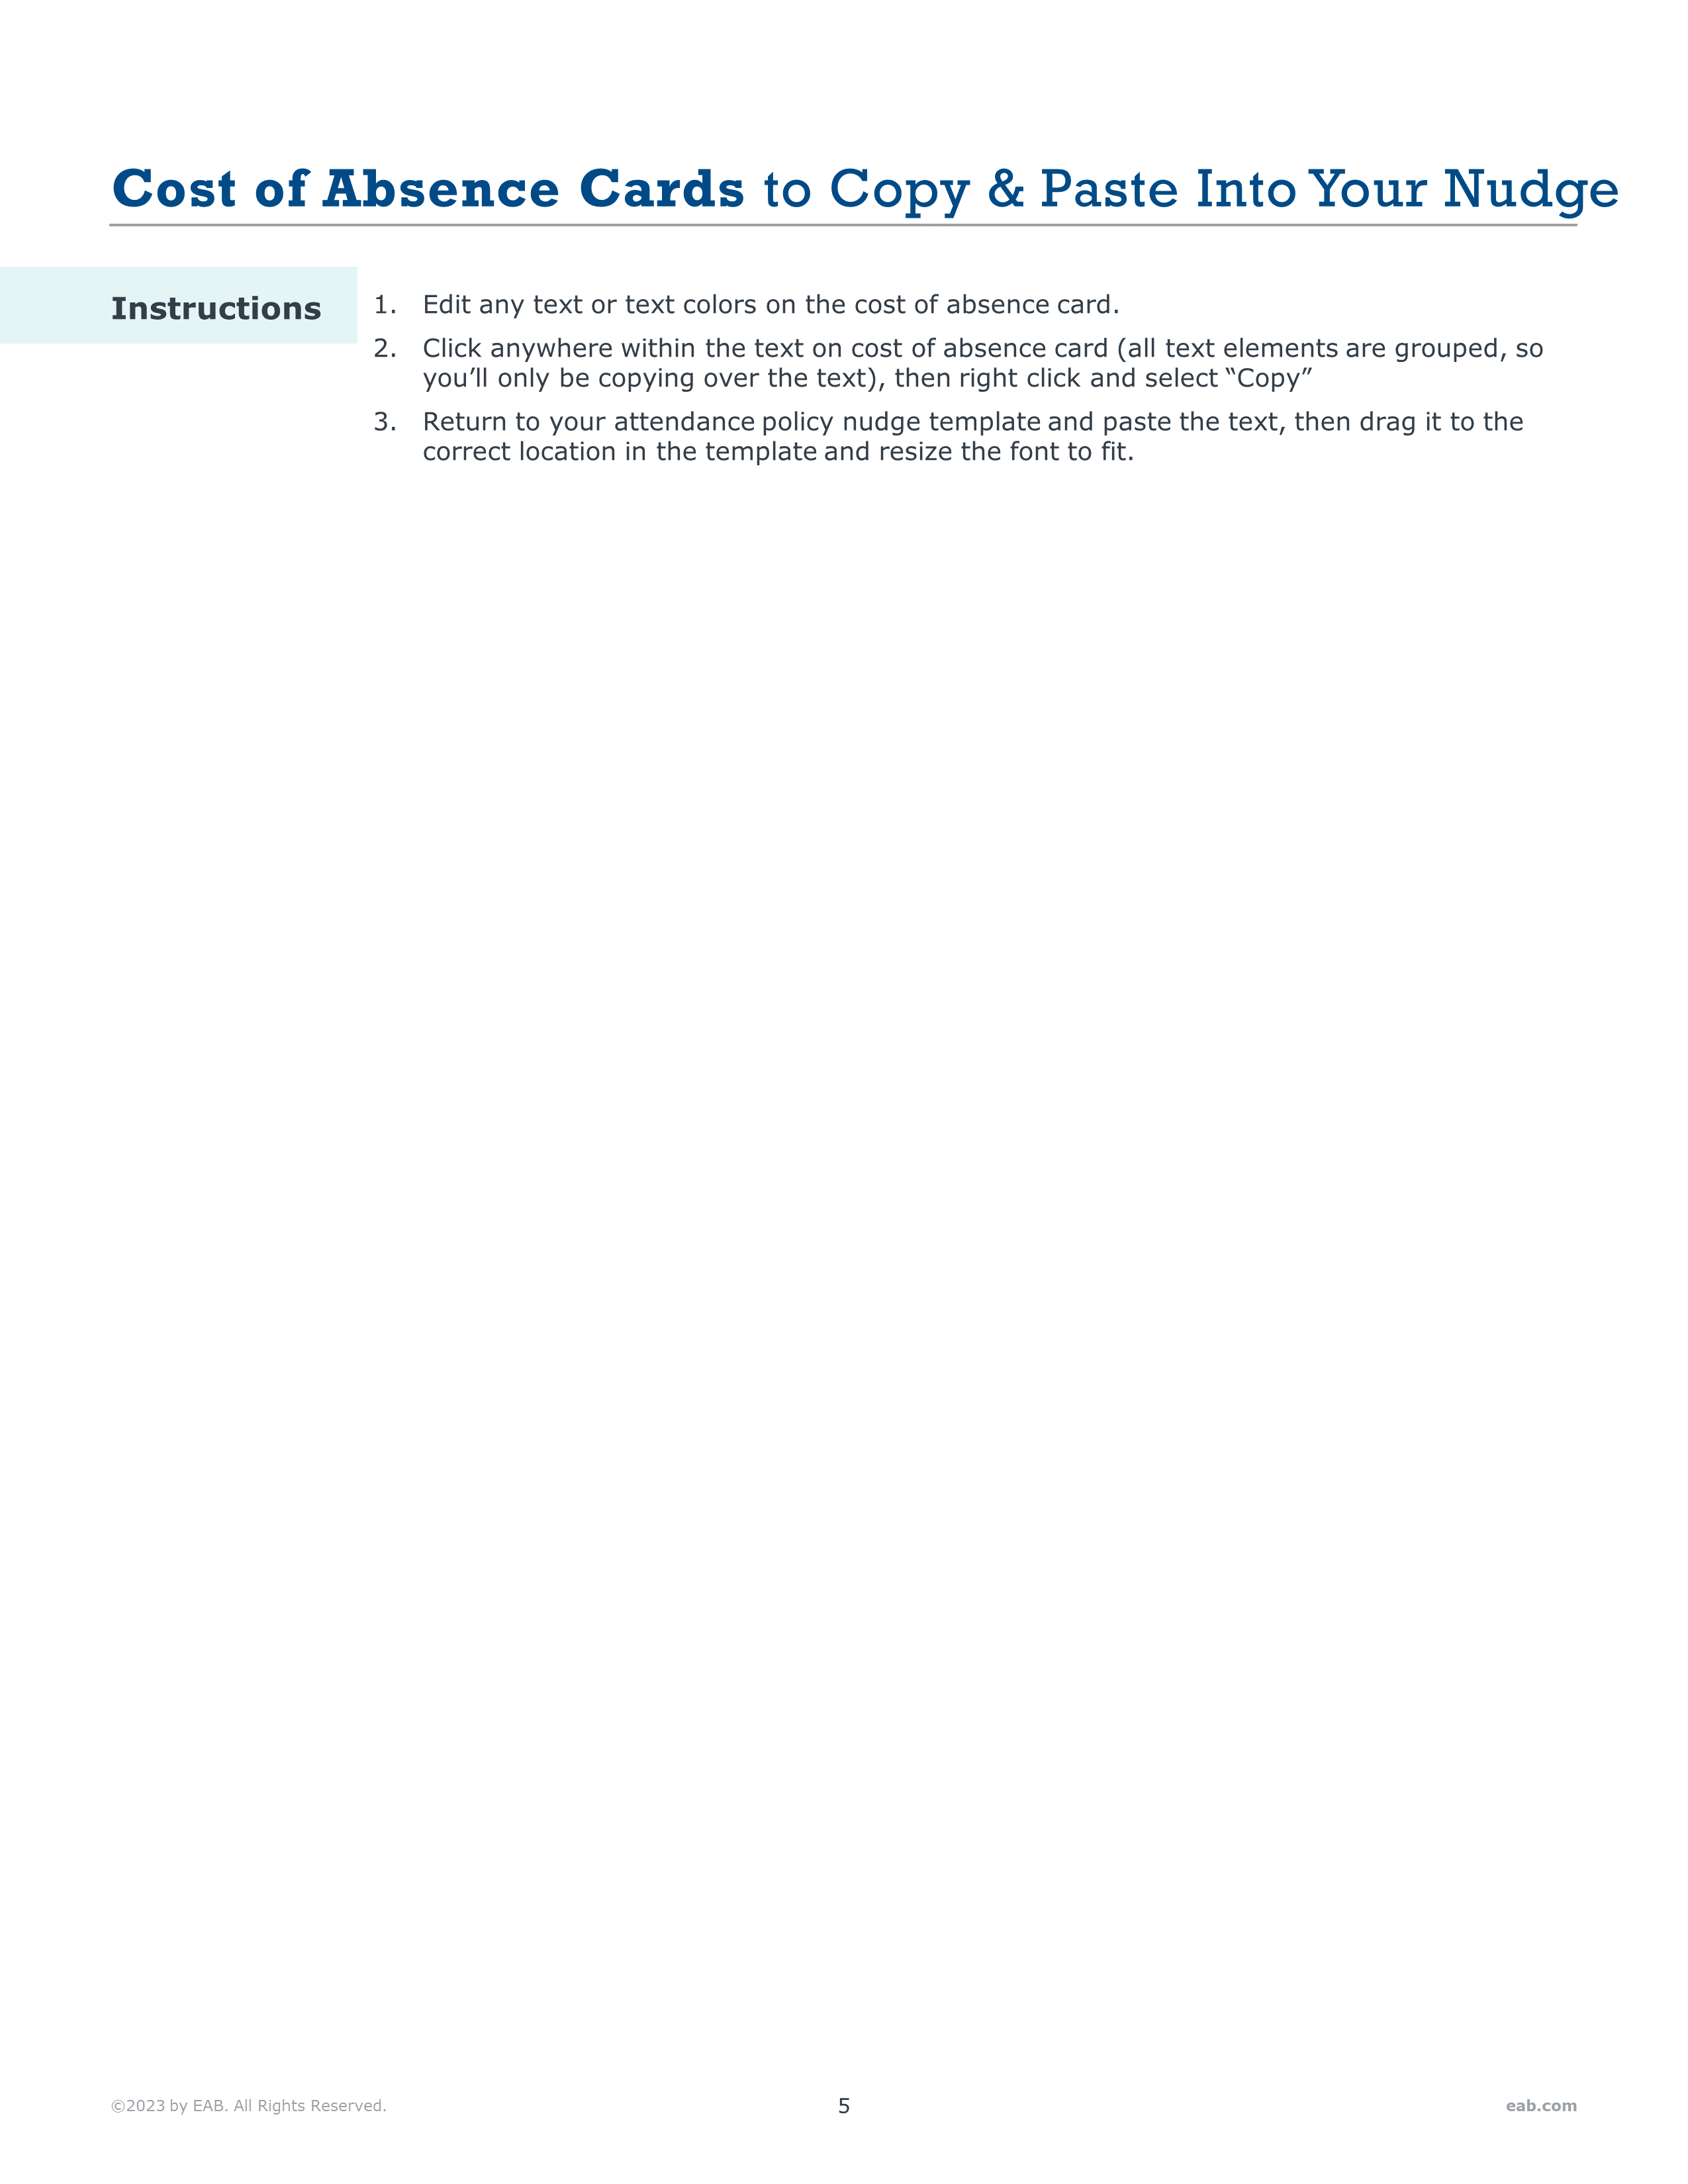 Cost of Absence Cards to Copy & Paste Into Your Nudge
Instructions
1. Edit any text or text colors on the cost of absence card.
2. Click anywhere within the text on cost of absence card (all text elements are grouped, so
you’ll only be copying over the text), then right click and select “Copy”
3. Return to your attendance policy nudge template and paste the text, then drag it to the
correct location in the template and resize the font to fit.
©2023 by EAB. All Rights Reserved.
5
eab.com